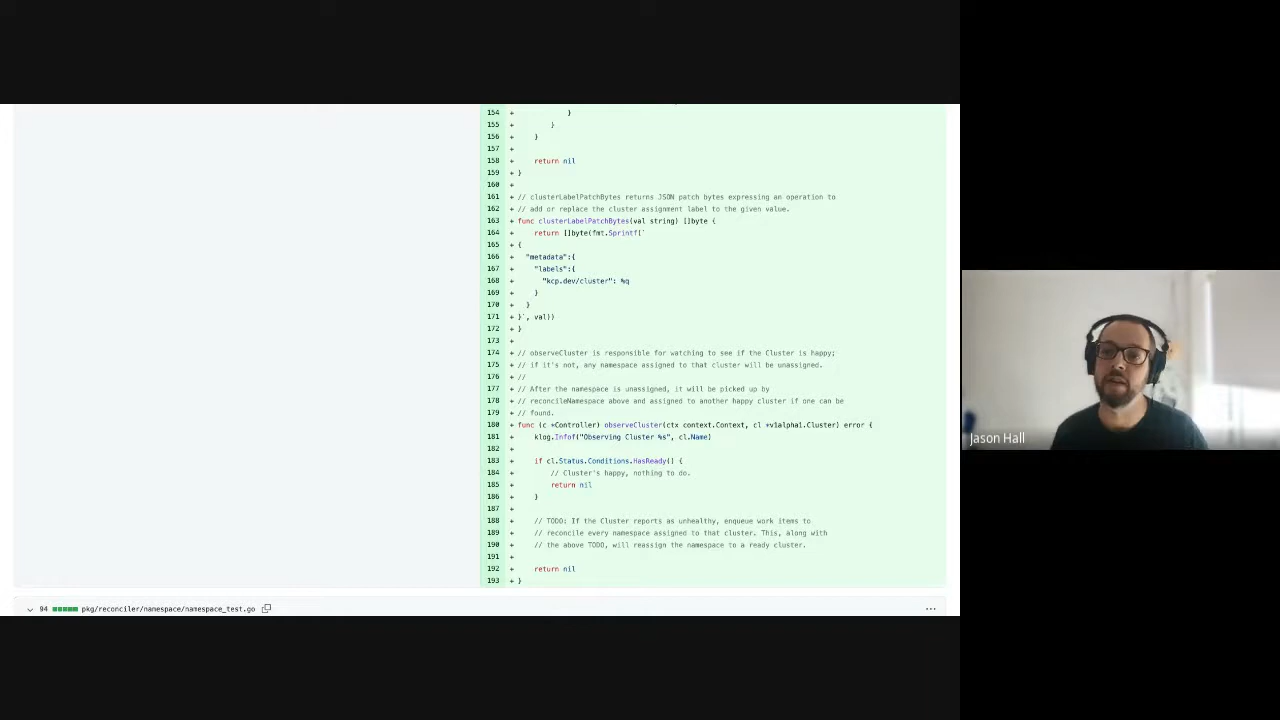 154 + }
155 + }
156 + }
157 +
158 + return nil
159 + }
160 +
161 + // clusterLabelPatchBytes returns JSON patch bytes expressing an operation to
162 + // add or replace the cluster assignment label to the given value.
163 + func clusterLabelPatchBytes(val string) []byte {
164 + return []byte(fmt.Sprintf(`
165 + {
166 + "metadata":{
167 + "labels":{
168 + "kcp.dev/cluster": %q
169 + }
170 + }
171 + }`, val))
172 + }
173 +
174 + // observeCluster is responsible for watching to see if the Cluster is happy;
175 + // if it's not, any namespace assigned to that cluster will be unassigned.
176 + //
177 + // After the namespace is unassigned, it will be picked up by
178 + // reconcileNamespace above and assigned to another happy cluster if one can be
179 + // found.
180 + func (c *Controller) observeCluster(ctx context.Context, cl *v1alpha1.Cluster) error {
181 + klog.Infof("Observing Cluster %s", cl.Name)
182 +
183 + if cl.Status.Conditions.HasReady() {
184 + // Cluster's happy, nothing to do.
185 + return nil
186 + }
187 +
188 + // TODO: If the Cluster reports as unhealthy, enqueue work items to
189 + // reconcile every namespace assigned to that cluster. This, along with
190 + // the above TODO, will reassign the namespace to a ready cluster.
191 +
192 + return nil
193 + }
94 pkg/reconciler/namespace/namespace_test.go
Jason Hall